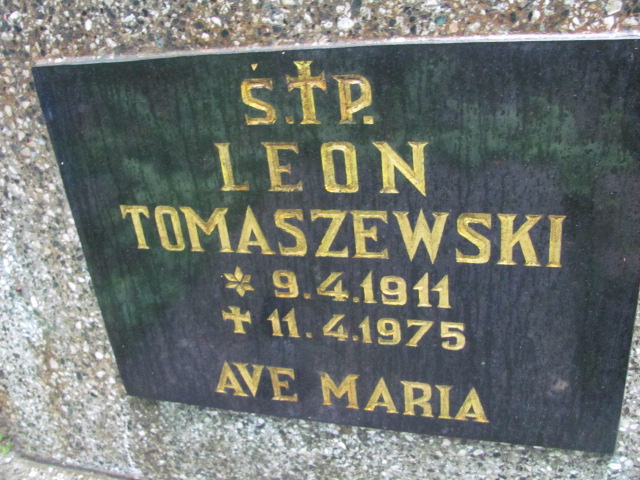 Ś.✝P.
LEON
TOMASZEWSKI
* 9.4.1911
✝ 11.4.1975
AVE MARIA